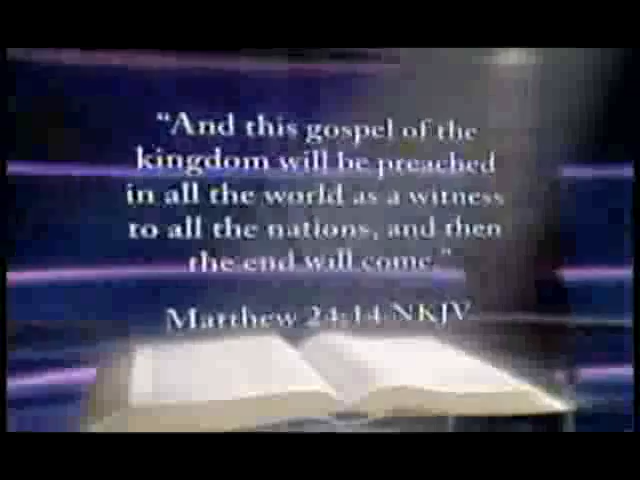 “And this gospel of the
kingdom will be preached
in all the world as a witness
to all the nations, and then
the end will come.”
Matthew 24:14 NKJV